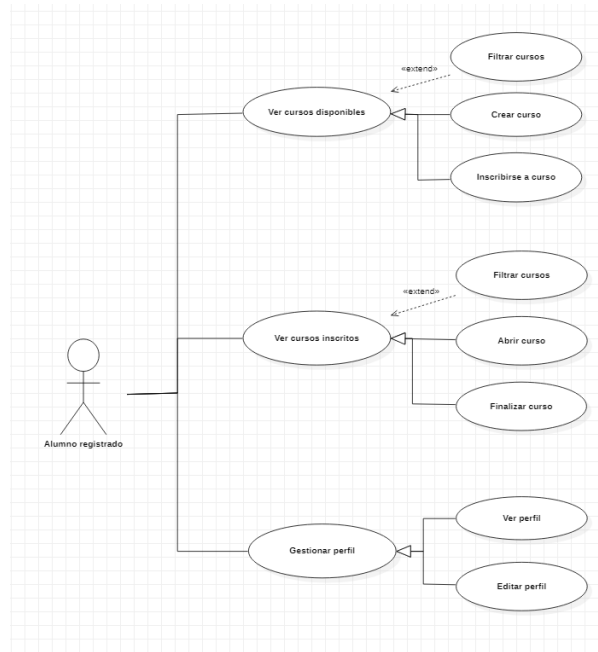 Filtrar cursos
«extend»
Ver cursos disponibles
Crear curso
Inscribirse a curso
Filtrar cursos
«extend»
Ver cursos inscritos
Abrir curso
Finalizar curso
Alumno registrado
Ver perfil
Gestionar perfil
Editar perfil